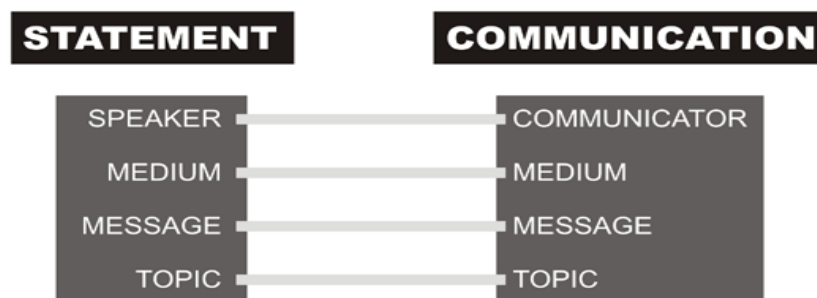 STATEMENT COMMUNICATION
SPEAKER COMMUNICATOR
MEDIUM MEDIUM
MESSAGE MESSAGE
TOPIC TOPIC